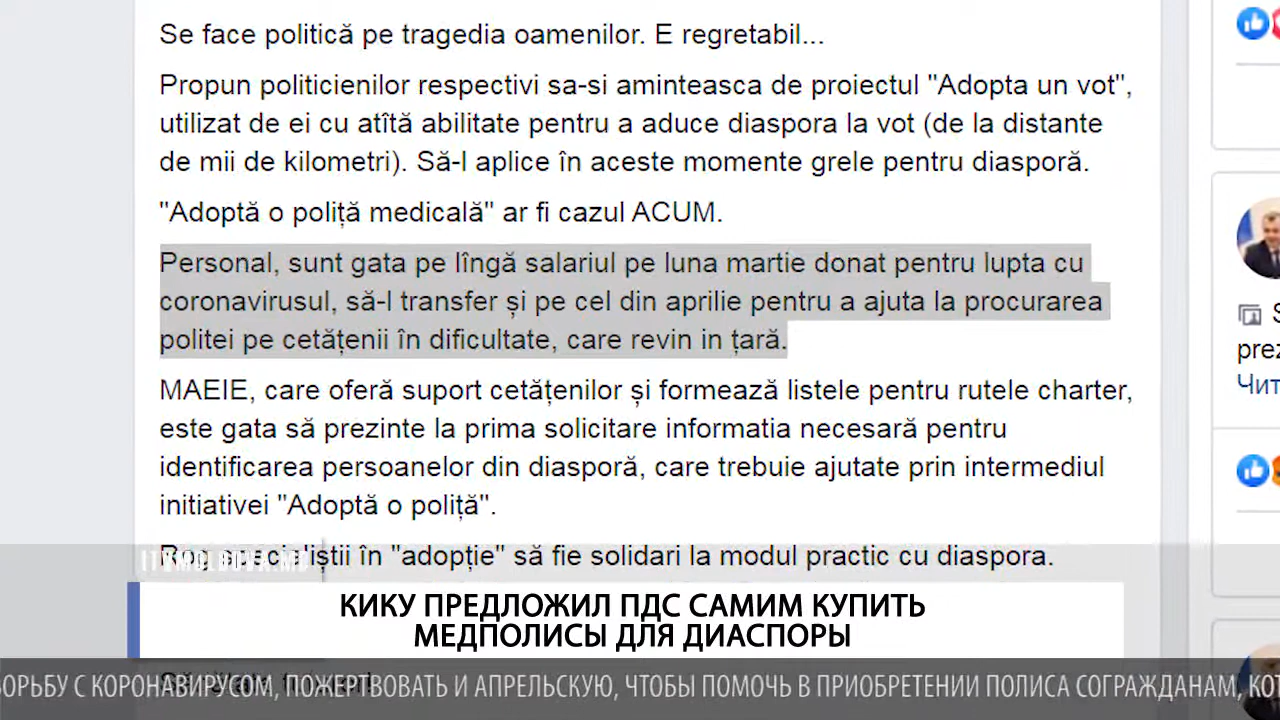 Se face politică pe tragedia oamenilor. E regretabil...
Propun politicienilor respectivi sa-si aminteasca de proiectul "Adopta un vot",
utilizat de ei cu atîtă abilitate pentru a aduce diaspora la vot (de la distante
de mii de kilometri). Să-l aplice în aceste momente grele pentru diasporă.
"Adoptă o poliță medicală" ar fi cazul ACUM.
Personal, sunt gata pe lîngă salariul pe luna martie donat pentru lupta cu
coronavirusul, să-l transfer și pe cel din aprilie pentru a ajuta la procurarea
politei pe cetățenii în dificultate, care revin in țară.
MAEIE, care oferă suport cetățenilor și formează listele pentru rutele charter,
este gata să prezinte la prima solicitare informatia necesară pentru
identificarea persoanelor din diasporă, care trebuie ajutate prin intermediul
initiativei "Adoptă o poliță".
Rog specialiștii în "adopție" să fie solidari la modul practic cu diaspora.
prez
Чит
КИКУ ПРЕДЛОЖИЛ ПДС САМИМ КУПИТЬ
МЕДПОЛИСЫ ДЛЯ ДИАСПОРЫ
БОРЬБУ С КОРОНАВИРУСОМ, ПОЖЕРТВОВАТЬ И АПРЕЛЬСКУЮ, ЧТОБЫ ПОМОЧЬ В ПРИОБРЕТЕНИИ ПОЛИСА СОГРАЖДАНАМ, КОТ